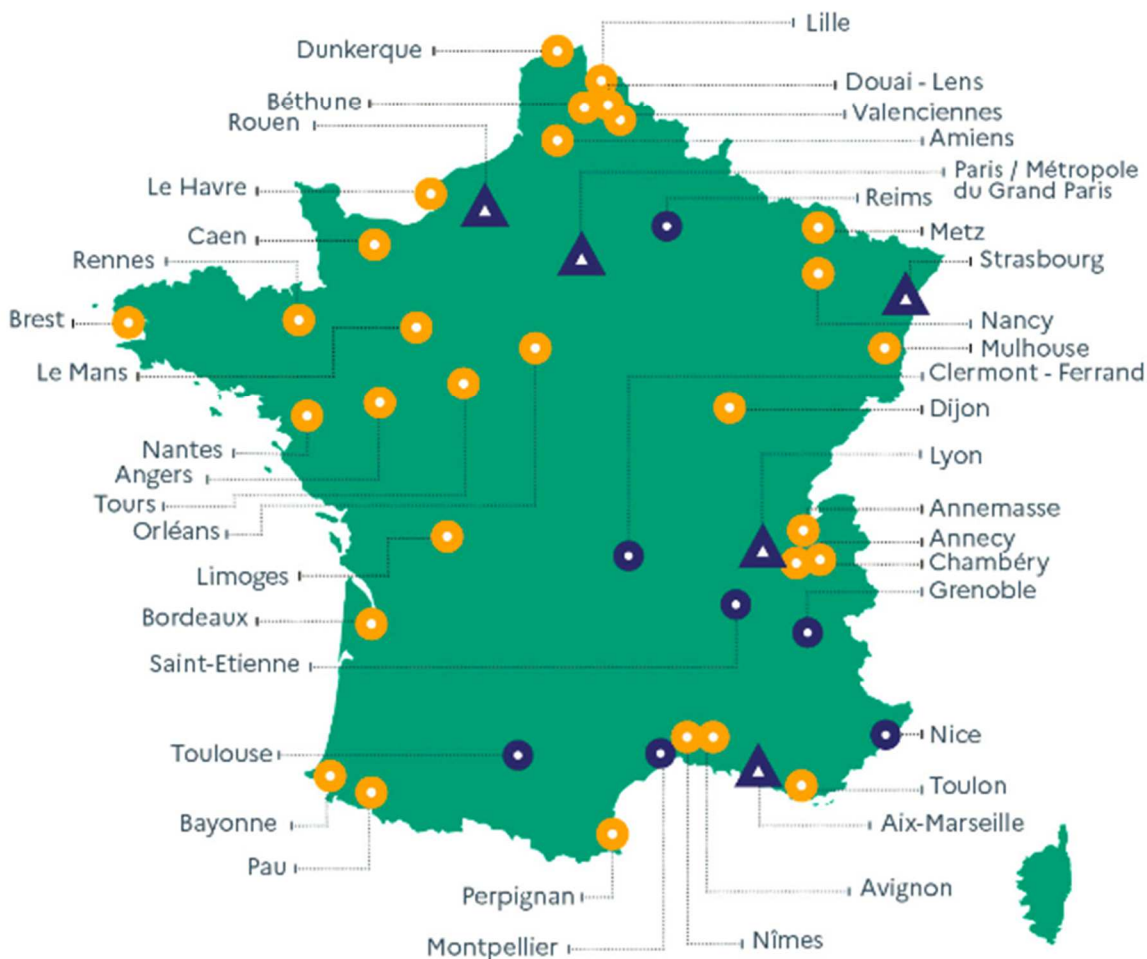 Lille
Dunkerque
Douai - Lens
Béthune
Valenciennes
Rouen
Amiens
Paris / Métropole
du Grand Paris
Le Havre
Reims
Caen
Metz
Rennes
Strasbourg
Brest
Nancy
Mulhouse
Le Mans
Clermont - Ferrand
Dijon
Nantes
Lyon
Angers
Tours
Annemasse
Orléans
Annecy
Chambéry
Limoges
Grenoble
Bordeaux
Saint-Etienne
Nice
Toulouse
Toulon
Bayonne
Aix-Marseille
Pau
Avignon
Perpignan
Nîmes
Montpellier